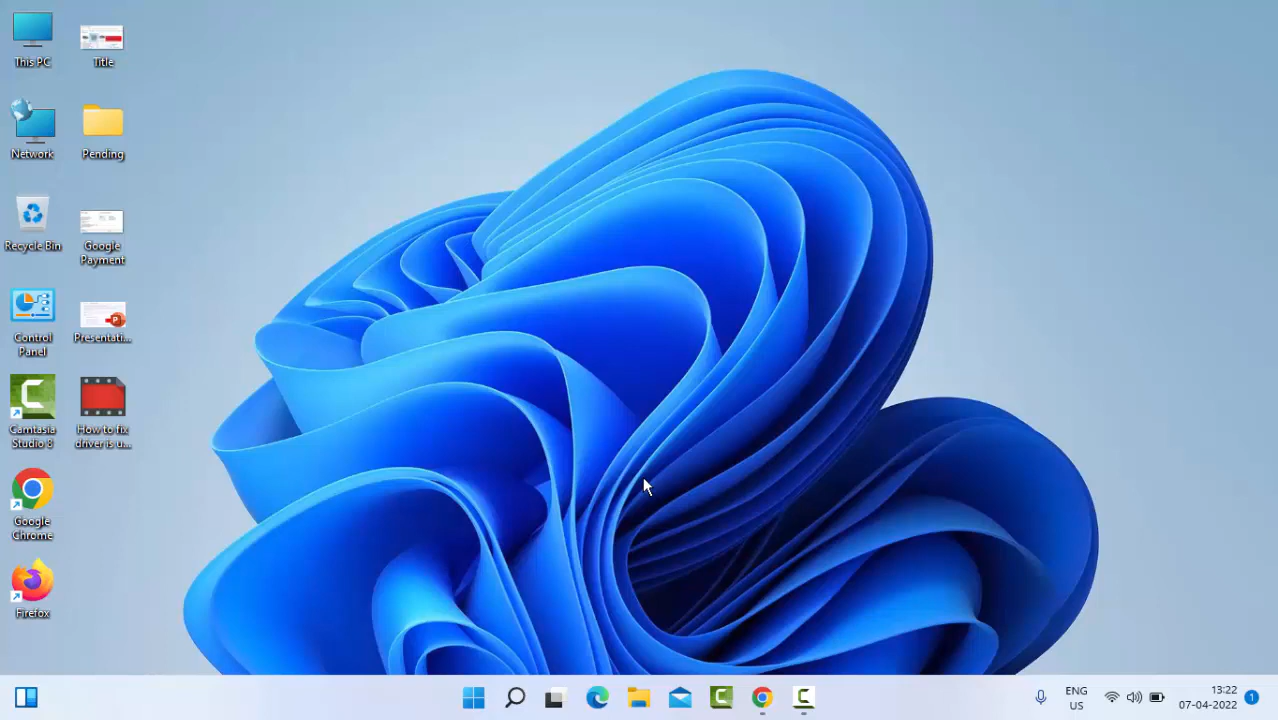 This PC
Title
Network
Pending
Recycle Bin
Google
Payment
Control
Panel
Presentati...
Camtasia
Studio 8
How to fix
driver is u...
Google
Chrome
Firefox
ENG
US
13:22
07-04-2022
1